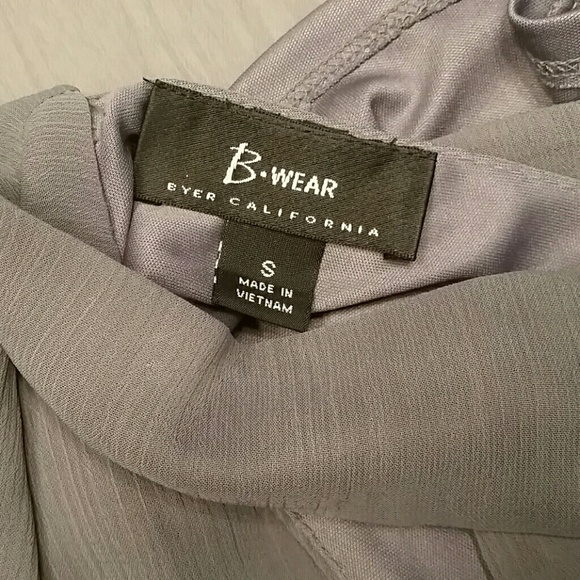 B·WEAR
BYER CALIFORNIA
S
MADE IN
VIETNAM